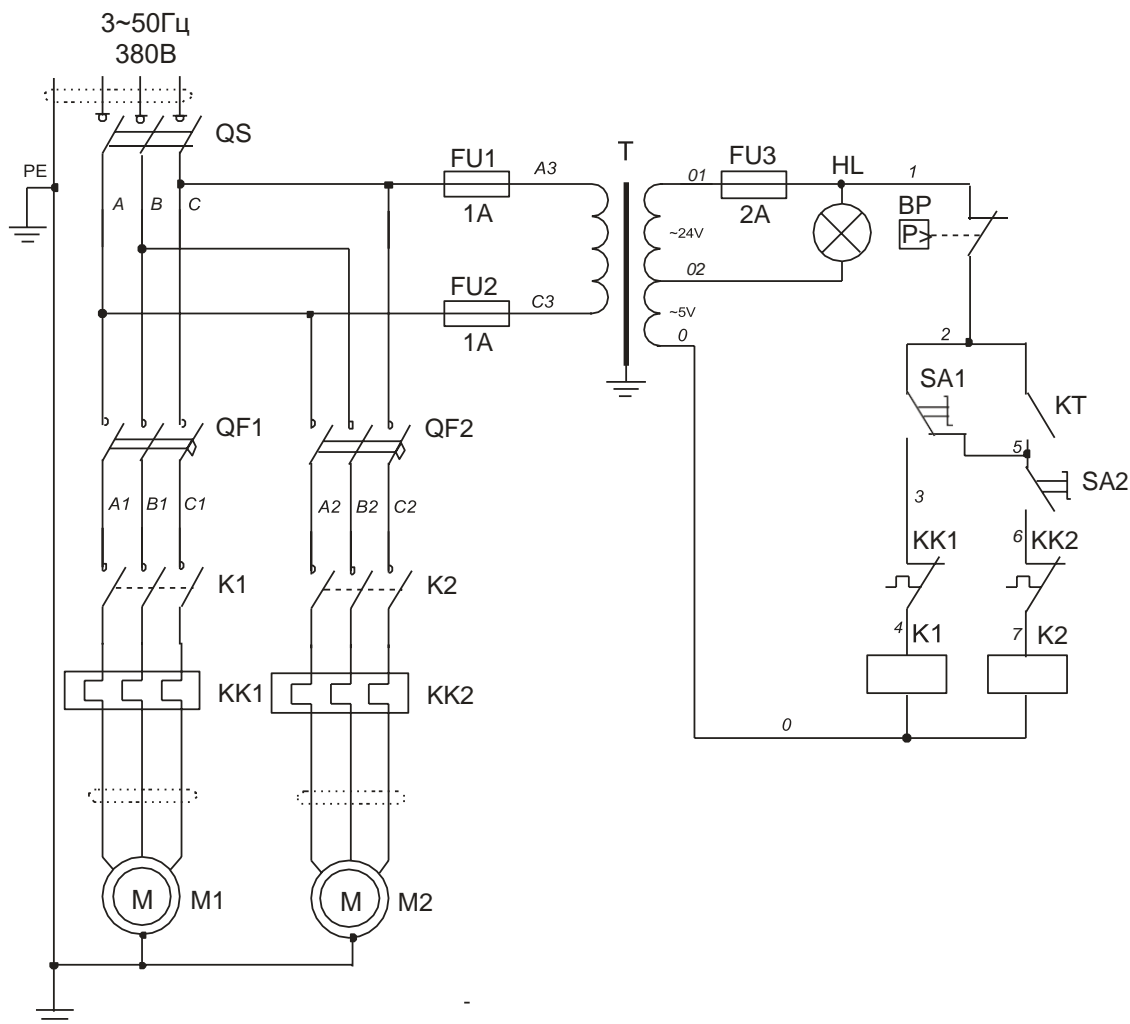 3~50Гц
380В
QS
PE
A
B
C
FU1
1A
A3
T
01
FU3
2A
HL
1
BP
P>
~24V
02
FU2
1A
C3
~5V
0
2
SA1
KT
QF1
QF2
5
SA2
A1
B1
C1
A2
B2
C2
3
6
KK1
KK2
K1
K2
4
K1
7
K2
KK1
KK2
0
M
M1
M
M2
-